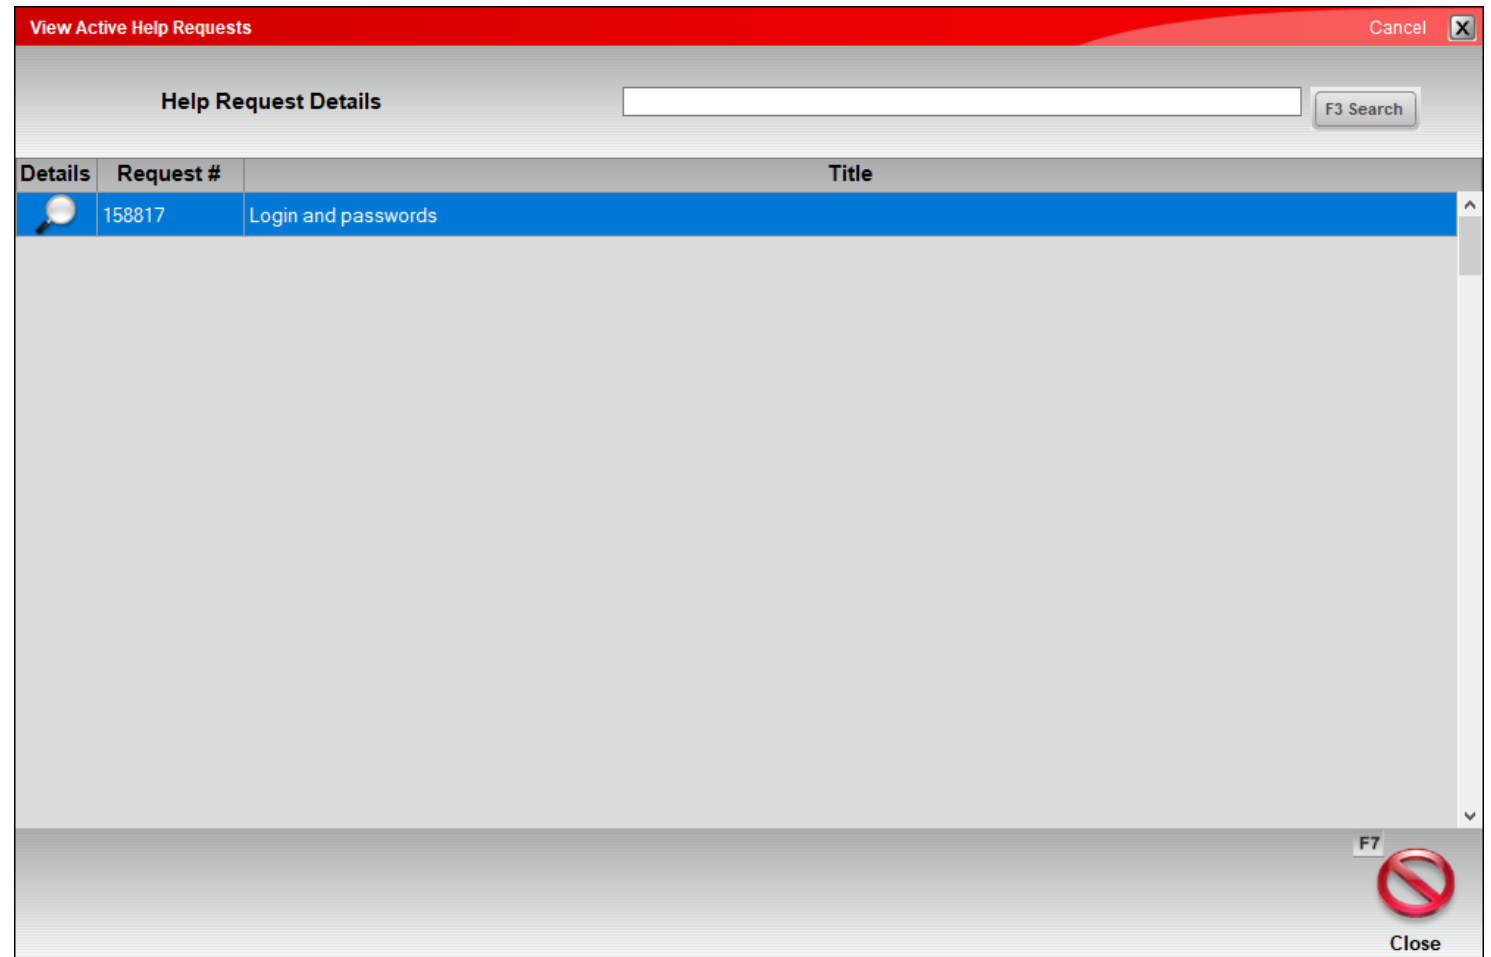 View Active Help Requests Cancel X
Help Request Details F3 Search
Details Request # Title
158817 Login and passwords
F7
Close